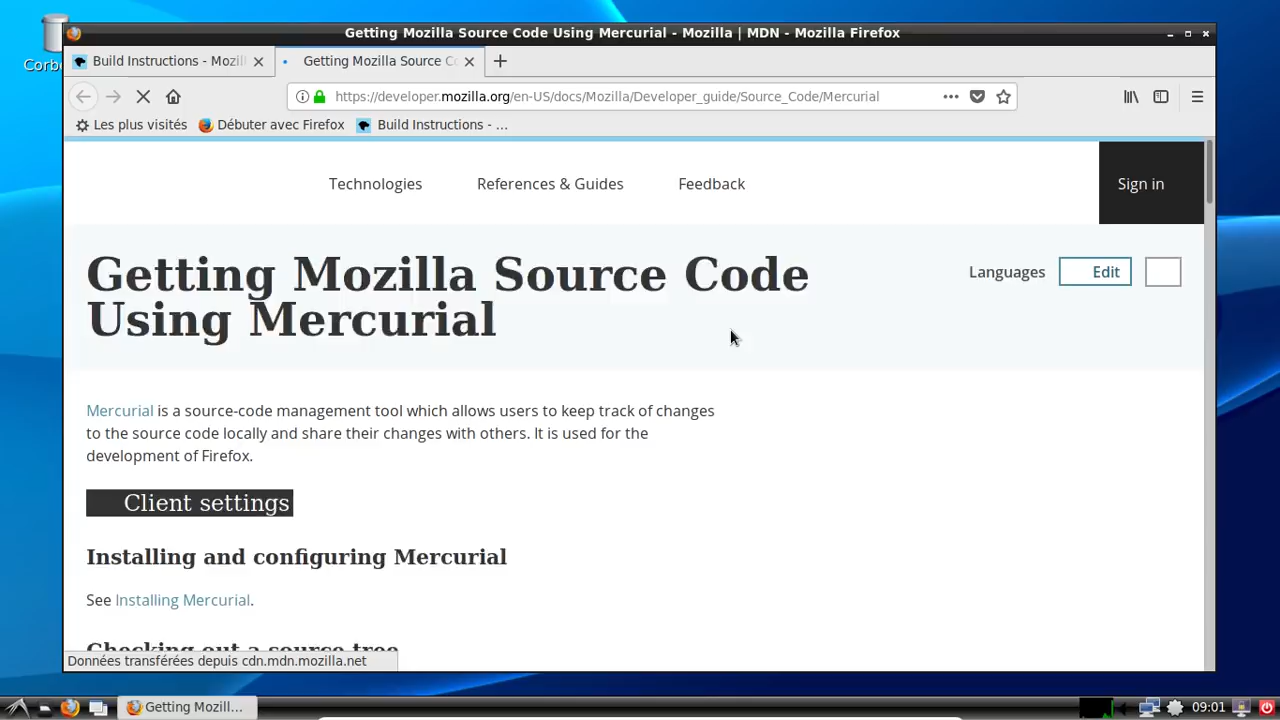 Getting Mozilla Source Code Using Mercurial - Mozilla | MDN - Mozilla Firefox
Build Instructions - Mozil
Getting Mozilla Source Co
https://developer.mozilla.org/en-US/docs/Mozilla/Developer_guide/Source_Code/Mercurial
Les plus visités
Débuter avec Firefox
Build Instructions - ...
Technologies
References & Guides
Feedback
Sign in
Getting Mozilla Source Code
Using Mercurial
Languages
Edit
Mercurial is a source-code management tool which allows users to keep track of changes
to the source code locally and share their changes with others. It is used for the
development of Firefox.
Client settings
Installing and configuring Mercurial
See Installing Mercurial.
Checking out a source tree
Données transférées depuis cdn.mdn.mozilla.net
Getting Mozill...
09:01